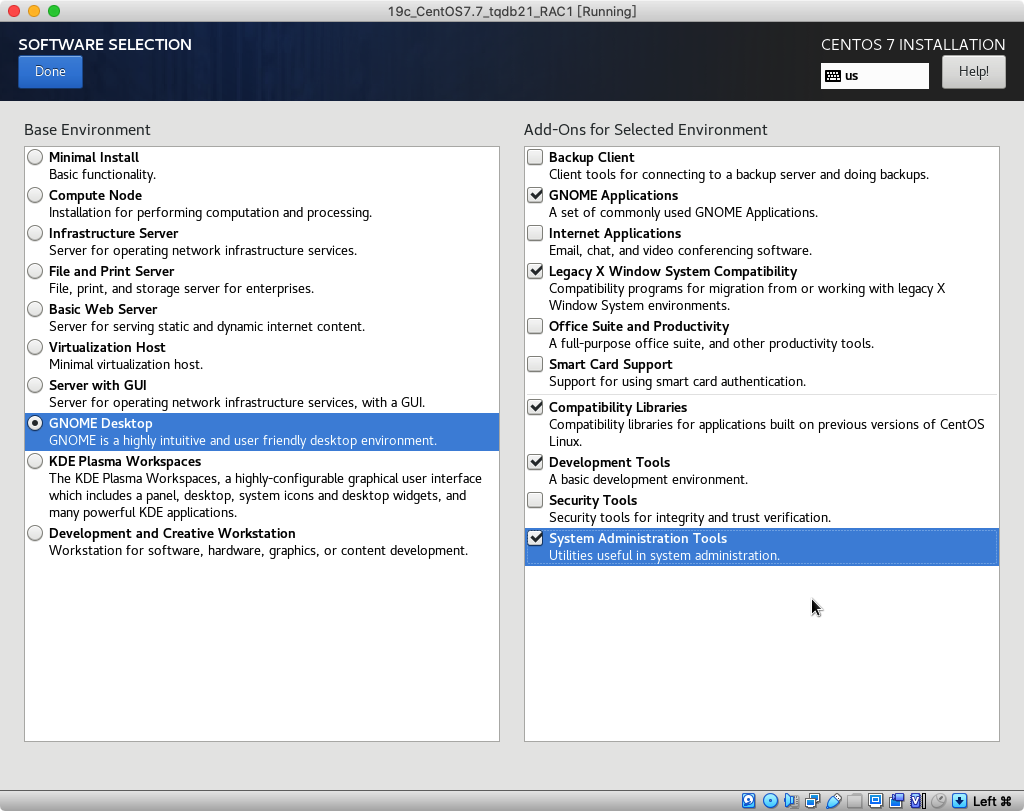 19c_CentOS7.7_tqdb21_RAC1 [Running]
SOFTWARE SELECTION
Done
CENTOS 7 INSTALLATION
us
Help!
Base Environment
Minimal Install
Basic functionality.
Compute Node
Installation for performing computation and processing.
Infrastructure Server
Server for operating network infrastructure services.
File and Print Server
File, print, and storage server for enterprises.
Basic Web Server
Server for serving static and dynamic internet content.
Virtualization Host
Minimal virtualization host.
Server with GUI
Server for operating network infrastructure services, with a GUI.
GNOME Desktop
GNOME is a highly intuitive and user friendly desktop environment.
KDE Plasma Workspaces
The KDE Plasma Workspaces, a highly-configurable graphical user interface
which includes a panel, desktop, system icons and desktop widgets, and
many powerful KDE applications.
Development and Creative Workstation
Workstation for software, hardware, graphics, or content development.
Add-Ons for Selected Environment
Backup Client
Client tools for connecting to a backup server and doing backups.
GNOME Applications
A set of commonly used GNOME Applications.
Internet Applications
Email, chat, and video conferencing software.
Legacy X Window System Compatibility
Compatibility programs for migration from or working with legacy X
Window System environments.
Office Suite and Productivity
A full-purpose office suite, and other productivity tools.
Smart Card Support
Support for using smart card authentication.
Compatibility Libraries
Compatibility libraries for applications built on previous versions of CentOS
Linux.
Development Tools
A basic development environment.
Security Tools
Security tools for integrity and trust verification.
System Administration Tools
Utilities useful in system administration.
Left ⌘